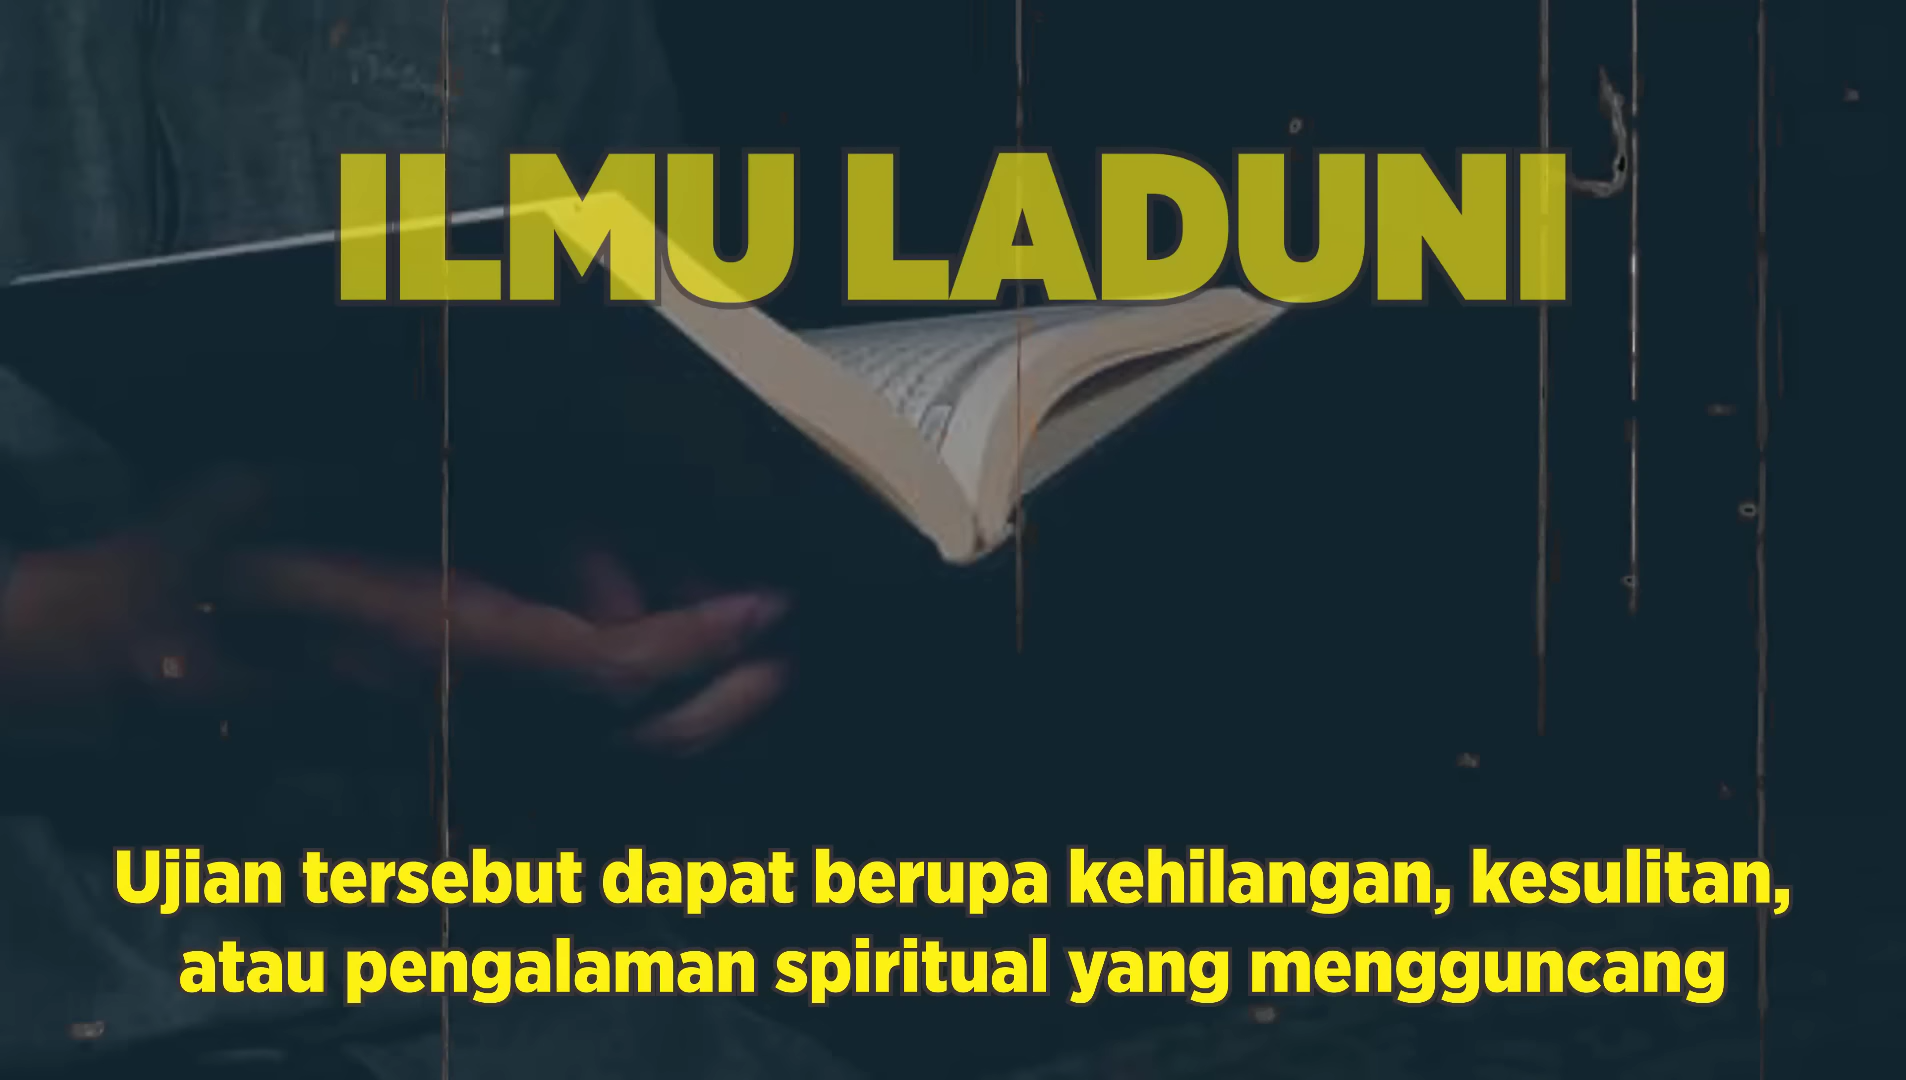 ILMU LADUNI
Ujian tersebut dapat berupa kehilangan, kesulitan,
atau pengalaman spiritual yang mengguncang